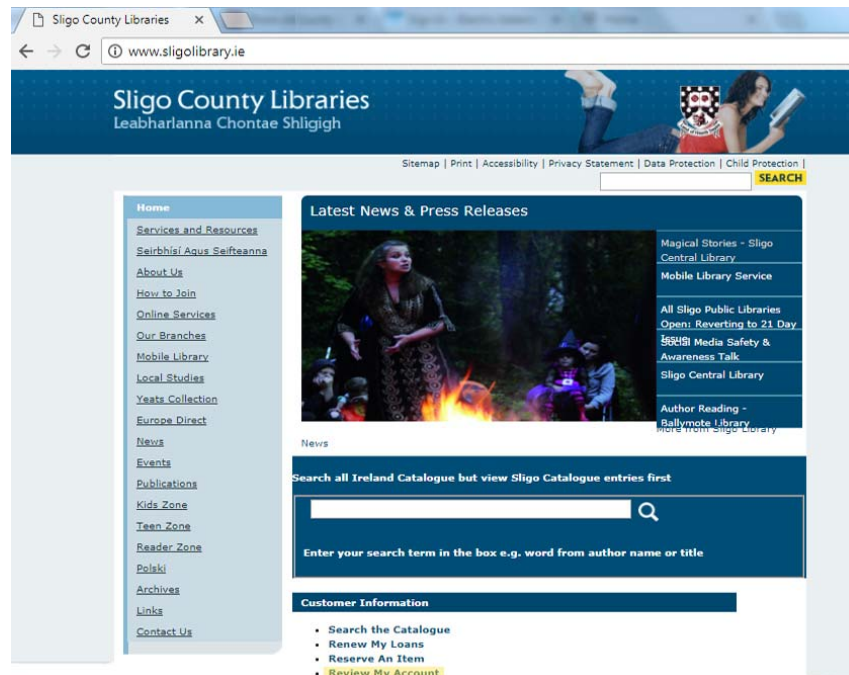 Sligo County Libraries
www.sligolibrary.ie
Sligo County Libraries
Leabharlanna Chontae Shligigh
Sitemap | Print | Accessibility | Privacy Statement | Data Protection | Child Protection |
SEARCH
Home
Services and Resources
Seirbhísí Agus Seifteanna
About Us
How to Join
Online Services
Our Branches
Mobile Library
Local Studies
Yeats Collection
Europe Direct
News
Events
Publications
Kids Zone
Teen Zone
Reader Zone
Polski
Archives
Links
Contact Us
Latest News & Press Releases
Magical Stories - Sligo
Central Library
Mobile Library Service
All Sligo Public Libraries
Open: Reverting to 21 Day
Issue
Social Media Safety &
Awareness Talk
Sligo Central Library
Author Reading -
Ballymote Library
More from Sligo Library
News
Search all Ireland Catalogue but view Sligo Catalogue entries first
Enter your search term in the box e.g. word from author name or title
Customer Information
• Search the Catalogue
• Renew My Loans
• Reserve An Item
• Review My Account